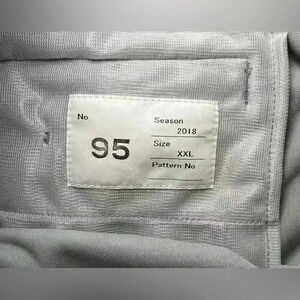 No
95
Season
2018
Size
XXL
Pattern No